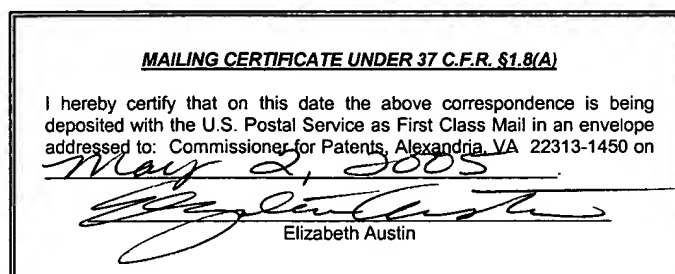 MAILING CERTIFICATE UNDER 37 C.F.R. §1.8(A)
I hereby certify that on this date the above correspondence is being
deposited with the U.S. Postal Service as First Class Mail in an envelope
addressed to: Commissioner for Patents, Alexandria, VA 22313-1450 on
May 2, 2005.
Elizabeth Austin
Elizabeth Austin